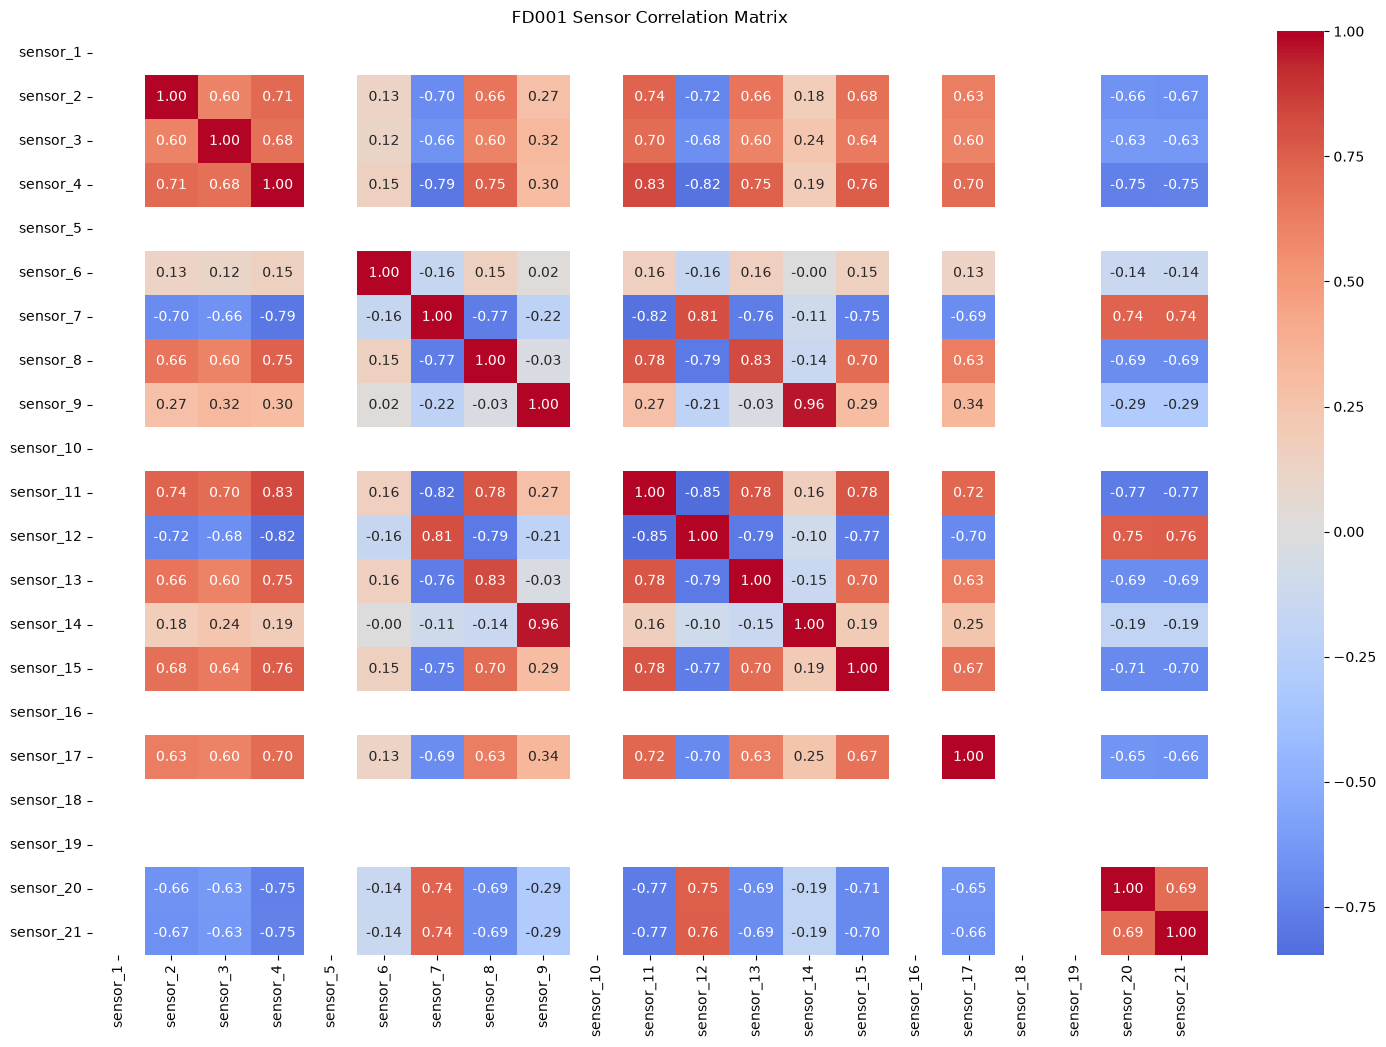 FD001 Sensor Correlation Matrix
sensor_1
sensor_2 1.00 0.60 0.71 0.13 -0.70 0.66 0.27 0.74 -0.72 0.66 0.18 0.68 0.63 -0.66 -0.67
sensor_3 0.60 1.00 0.68 0.12 -0.66 0.60 0.32 0.70 -0.68 0.60 0.24 0.64 0.60 -0.63 -0.63
sensor_4 0.71 0.68 1.00 0.15 -0.79 0.75 0.30 0.83 -0.82 0.75 0.19 0.76 0.70 -0.75 -0.75
sensor_5
sensor_6 0.13 0.12 0.15 1.00 -0.16 0.15 0.02 0.16 -0.16 0.16 -0.00 0.15 0.13 -0.14 -0.14
sensor_7 -0.70 -0.66 -0.79 -0.16 1.00 -0.77 -0.22 -0.82 0.81 -0.76 -0.11 -0.75 -0.69 0.74 0.74
sensor_8 0.66 0.60 0.75 0.15 -0.77 1.00 -0.03 0.78 -0.79 0.83 -0.14 0.70 0.63 -0.69 -0.69
sensor_9 0.27 0.32 0.30 0.02 -0.22 -0.03 1.00 0.27 -0.21 -0.03 0.96 0.29 0.34 -0.29 -0.29
sensor_10
sensor_11 0.74 0.70 0.83 0.16 -0.82 0.78 0.27 1.00 -0.85 0.78 0.16 0.78 0.72 -0.77 -0.77
sensor_12 -0.72 -0.68 -0.82 -0.16 0.81 -0.79 -0.21 -0.85 1.00 -0.79 -0.10 -0.77 -0.70 0.75 0.76
sensor_13 0.66 0.60 0.75 0.16 -0.76 0.83 -0.03 0.78 -0.79 1.00 -0.15 0.70 0.63 -0.69 -0.69
sensor_14 0.18 0.24 0.19 -0.00 -0.11 -0.14 0.96 0.16 -0.10 -0.15 1.00 0.19 0.25 -0.19 -0.19
sensor_15 0.68 0.64 0.76 0.15 -0.75 0.70 0.29 0.78 -0.77 0.70 0.19 1.00 0.67 -0.71 -0.70
sensor_16
sensor_17 0.63 0.60 0.70 0.13 -0.69 0.63 0.34 0.72 -0.70 0.63 0.25 0.67 1.00 -0.65 -0.66
sensor_18
sensor_19
sensor_20 -0.66 -0.63 -0.75 -0.14 0.74 -0.69 -0.29 -0.77 0.75 -0.69 -0.19 -0.71 -0.65 1.00 0.69
sensor_21 -0.67 -0.63 -0.75 -0.14 0.74 -0.69 -0.29 -0.77 0.76 -0.69 -0.19 -0.70 -0.66 0.69 1.00
sensor_1
sensor_2
sensor_3
sensor_4
sensor_5
sensor_6
sensor_7
sensor_8
sensor_9
sensor_10
sensor_11
sensor_12
sensor_13
sensor_14
sensor_15
sensor_16
sensor_17
sensor_18
sensor_19
sensor_20
sensor_21
1.00
0.75
0.50
0.25
0.00
−0.25
−0.50
−0.75